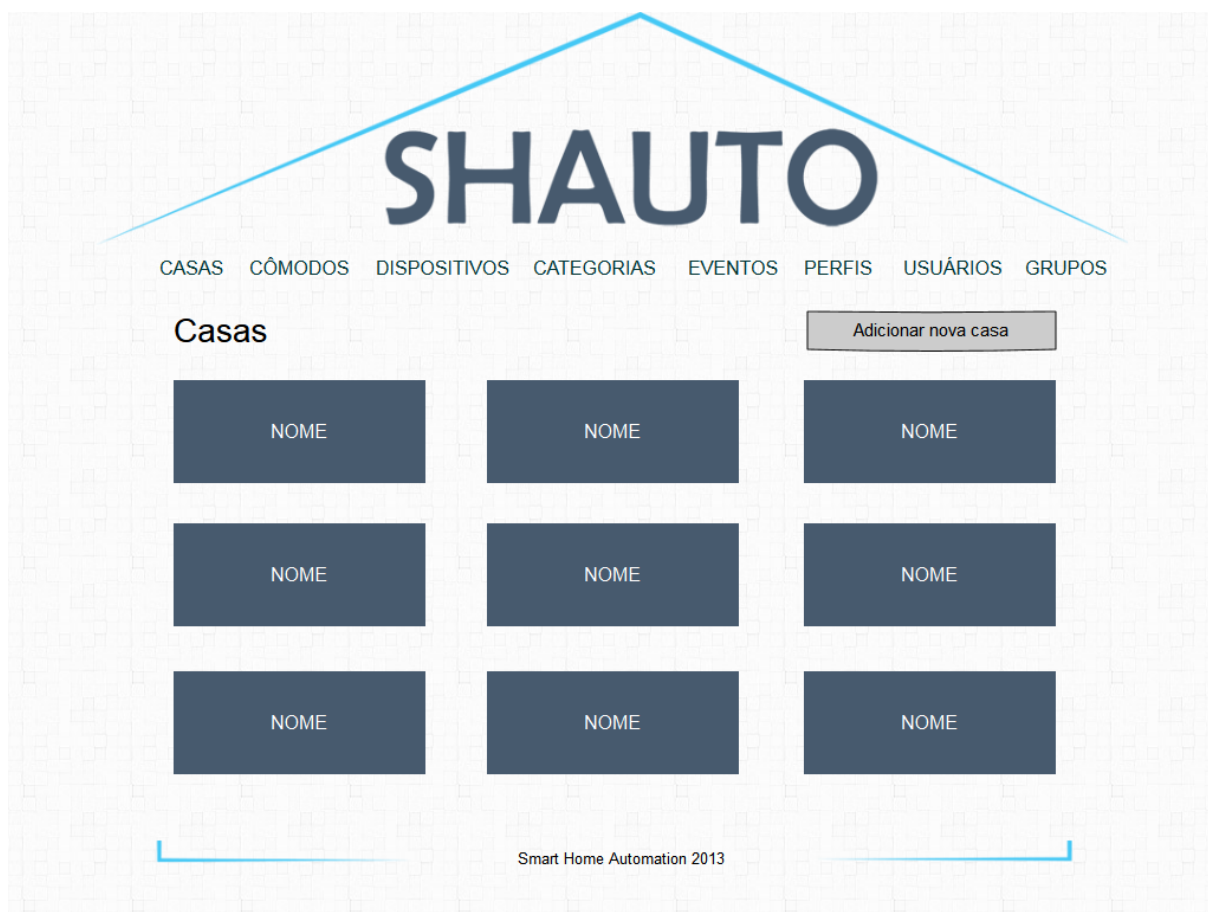 SHAUTO
CASAS CÔMODOS DISPOSITIVOS CATEGORIAS EVENTOS PERFIS USUÁRIOS GRUPOS
Casas Adicionar nova casa
NOME NOME NOME
NOME NOME NOME
NOME NOME NOME
Smart Home Automation 2013